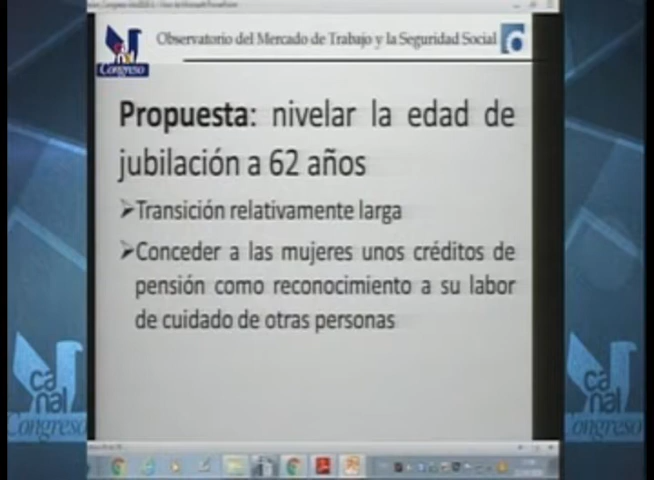 Observatorio del Mercado de Trabajo y la Seguridad Social
canal
Congreso
Propuesta: nivelar la edad de
jubilación a 62 años
➢Transición relativamente larga
➢Conceder a las mujeres unos créditos de
pensión como reconocimiento a su labor
de cuidado de otras personas
canal
Congreso
canal
Congreso